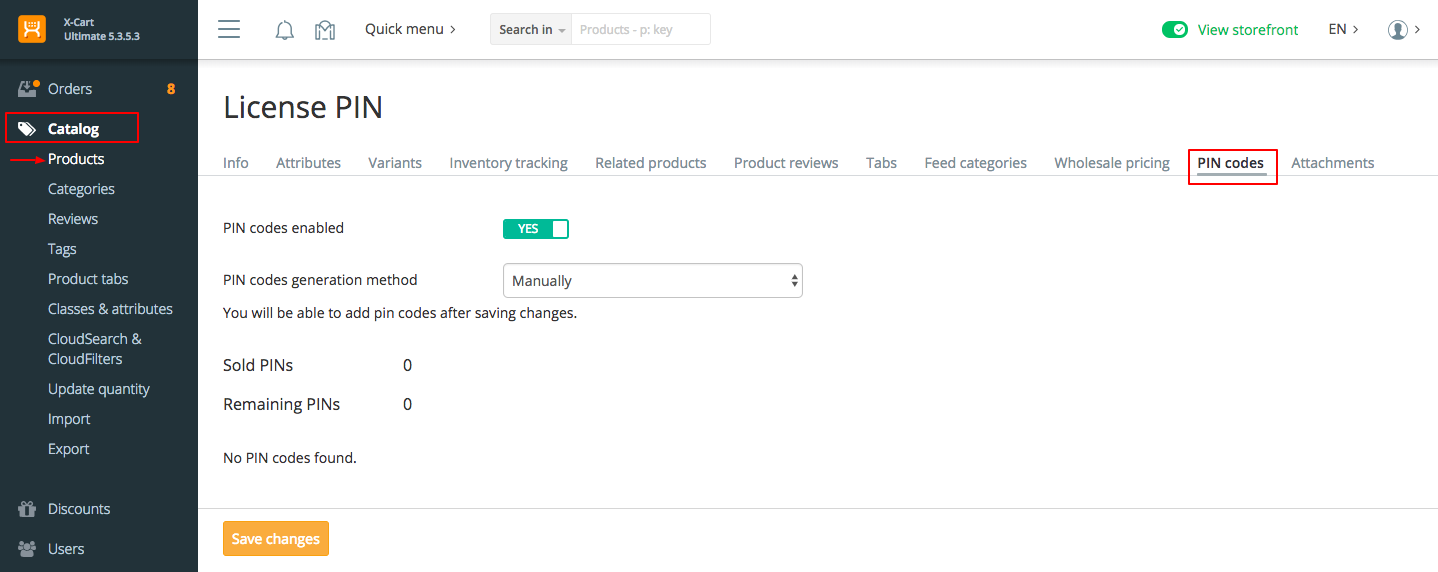 X-Cart
Ultimate 5.3.5.3
Quick menu
Search in
Products - p: key
View storefront
EN
Orders 8
Catalog
Products
Categories
Reviews
Tags
Product tabs
Classes & attributes
CloudSearch &
CloudFilters
Update quantity
Import
Export
Discounts
Users
License PIN
Info Attributes Variants Inventory tracking Related products Product reviews Tabs Feed categories Wholesale pricing PIN codes Attachments
PIN codes enabled YES
PIN codes generation method Manually
You will be able to add pin codes after saving changes.
Sold PINs 0
Remaining PINs 0
No PIN codes found.
Save changes